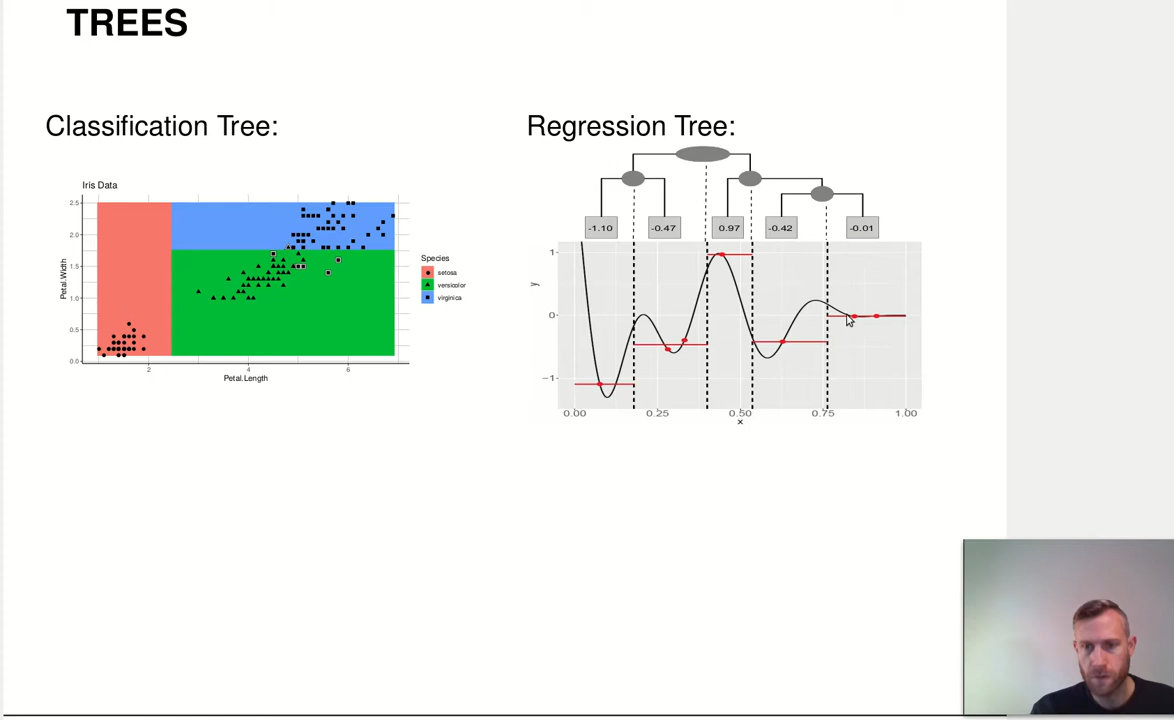 TREES
Classification Tree:
Regression Tree:
Iris Data
2.5
2.0
1.5
1.0
0.5
0.0
Petal.Width
2
4
6
Petal.Length
Species
setosa
versicolor
virginica
-1.10
-0.47
0.97
-0.42
-0.01
1
0
−1
y
0.00
0.25
0.50
0.75
1.00
x